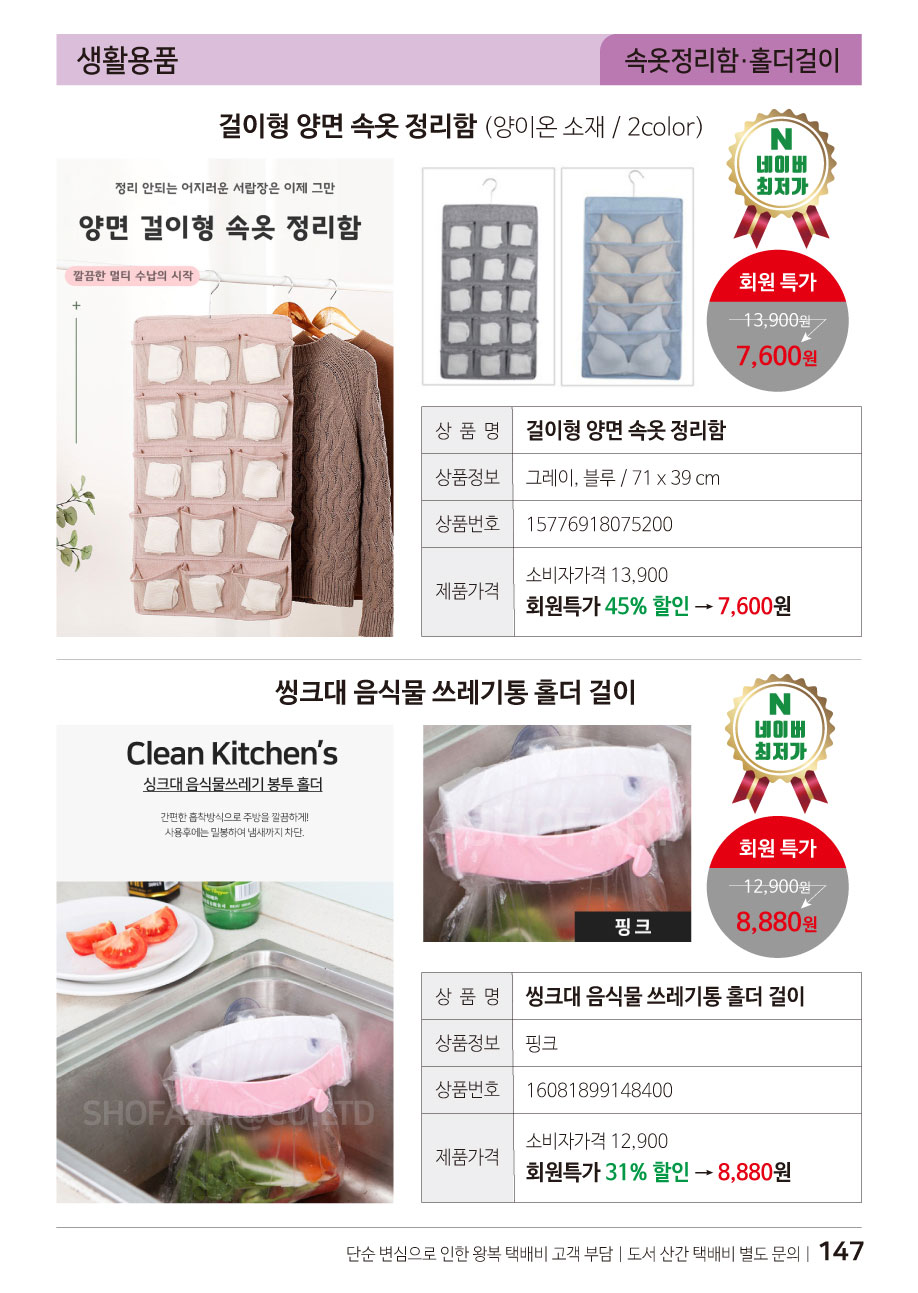 생활용품
속옷정리함·홀더걸이
걸이형 양면 속옷 정리함 (양이온 소재 / 2color)
N
네이버
최저가
정리 안되는 어지러운 서랍장은 이제 그만
양면 걸이형 속옷 정리함
깔끔한 멀티 수납의 시작
회원 특가
13,900원
7,600원
상 품 명 걸이형 양면 속옷 정리함
상품정보 그레이, 블루 / 71 x 39 cm
상품번호 15776918075200
제품가격 소비자가격 13,900
회원특가 45% 할인 → 7,600원
씽크대 음식물 쓰레기통 홀더 걸이
N
네이버
최저가
Clean Kitchen's
싱크대 음식물쓰레기 봉투 홀더
간편한 흡착방식으로 주방을 깔끔하게!
사용후에는 밀봉하여 냄새까지 차단.
핑크
회원 특가
12,900원
8,880원
상 품 명 씽크대 음식물 쓰레기통 홀더 걸이
상품정보 핑크
상품번호 16081899148400
제품가격 소비자가격 12,900
회원특가 31% 할인 → 8,880원
단순 변심으로 인한 왕복 택배비 고객 부담 | 도서 산간 택배비 별도 문의 | 147